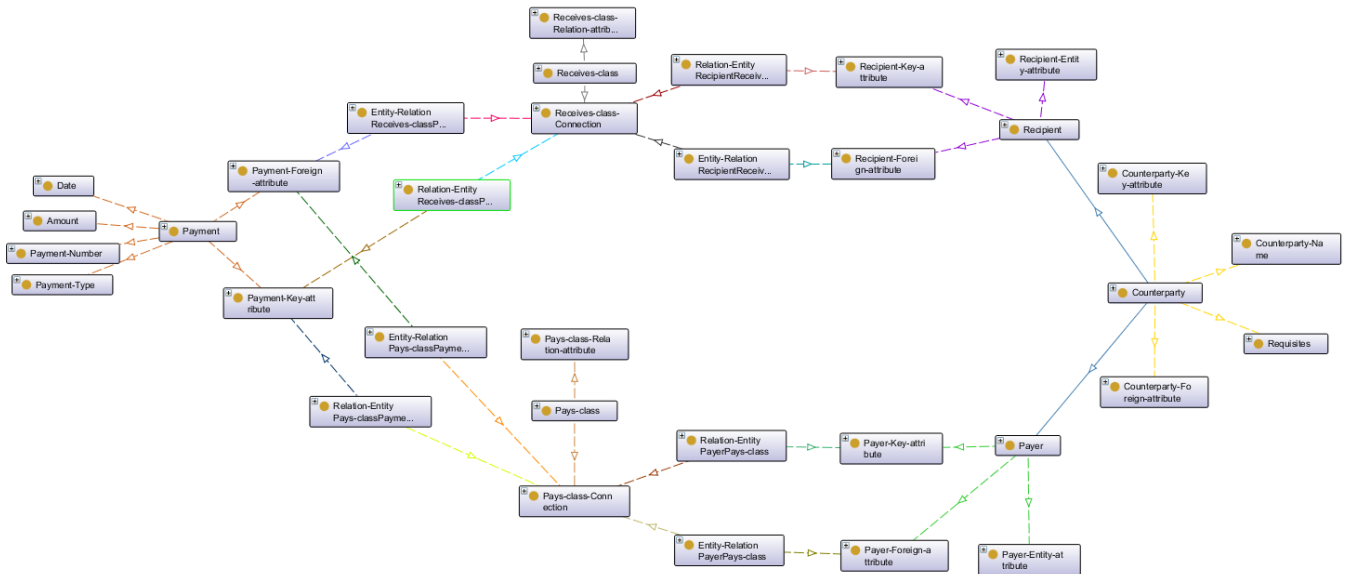 Receives-class-
Relation-attrib...
Receives-class
Relation-Entity
RecipientReceiv...
Recipient-Key-a
ttribute
Recipient-Entit
y-attribute
Entity-Relation
Receives-classP...
Receives-class-
Connection
Recipient
Payment-Foreign
-attribute
Entity-Relation
RecipientReceiv...
Recipient-Forei
gn-attribute
Counterparty-Ke
y-attribute
Date
Relation-Entity
Receives-classP...
Amount
Payment
Payment-Number
Counterparty-Na
me
Payment-Type
Payment-Key-att
ribute
Counterparty
Entity-Relation
Pays-classPayme...
Pays-class-Rela
tion-attribute
Requisites
Relation-Entity
Pays-classPayme...
Pays-class
Counterparty-Fo
reign-attribute
Relation-Entity
PayerPays-class
Payer-Key-attri
bute
Payer
Pays-class-Conn
ection
Entity-Relation
PayerPays-class
Payer-Foreign-a
ttribute
Payer-Entity-at
tribute